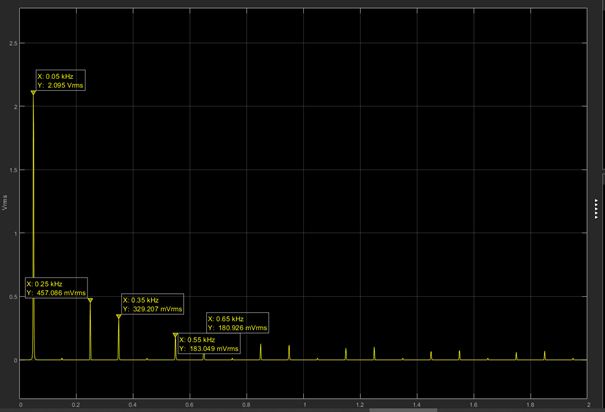 2.5
X: 0.05 kHz
Y: 2.095 Vrms
2
1.5
Vrms
1
X: 0.25 kHz
Y: 457.086 mVrms
0.5
X: 0.35 kHz
Y: 329.207 mVrms
X: 0.65 kHz
Y: 180.926 mVrms
X: 0.55 kHz
Y: 183.049 mVrms
0
0 0.2 0.4 0.6 0.8 1 1.2 1.4 1.6 1.8 2